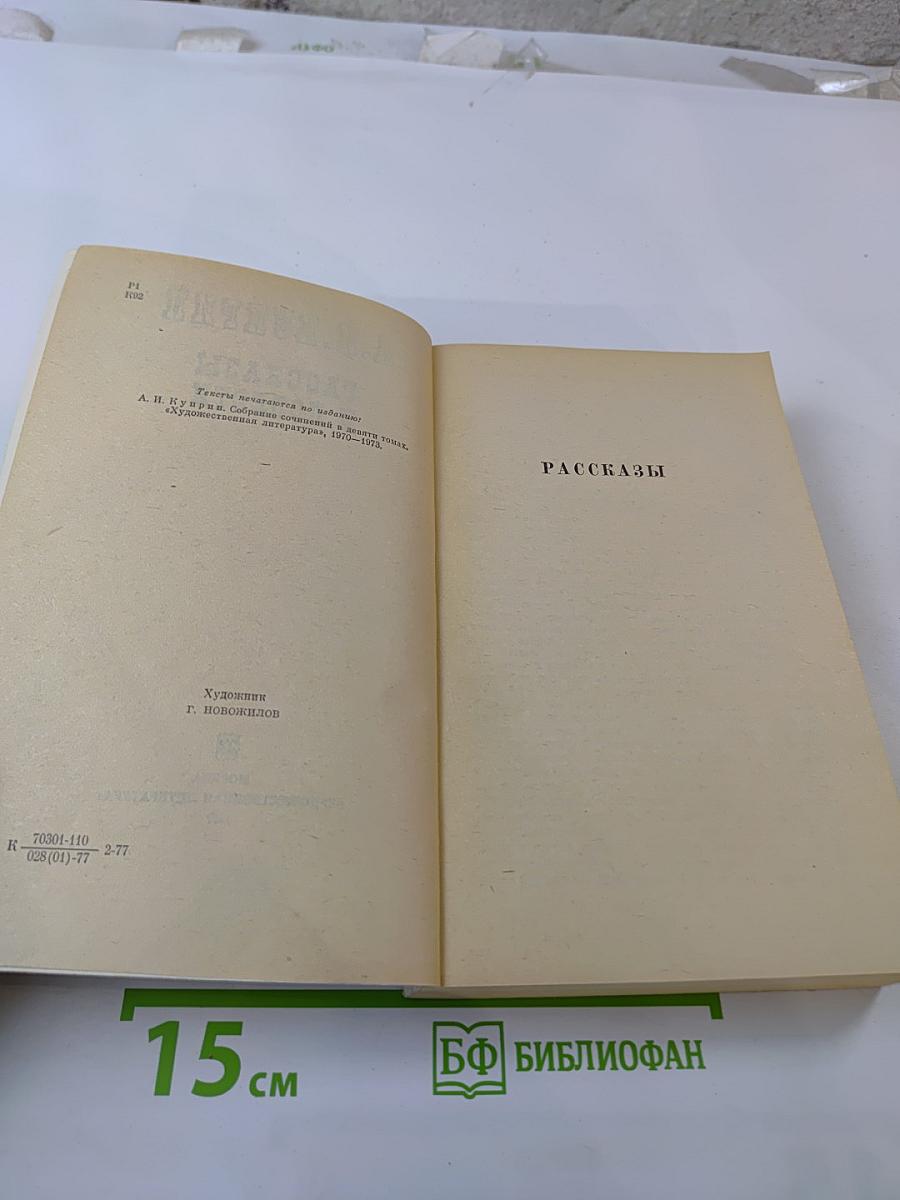 Р1
К92
Тексты печатаются по изданию:
А. И. Куприн. Собрание сочинений в девяти томах,
«Художественная литература», 1970—1973.
Художник
Г. НОВОЖИЛОВ
К 70301-110 2-77
028(01)-77
РАССКАЗЫ
15 см
БФ БИБЛИОФАН